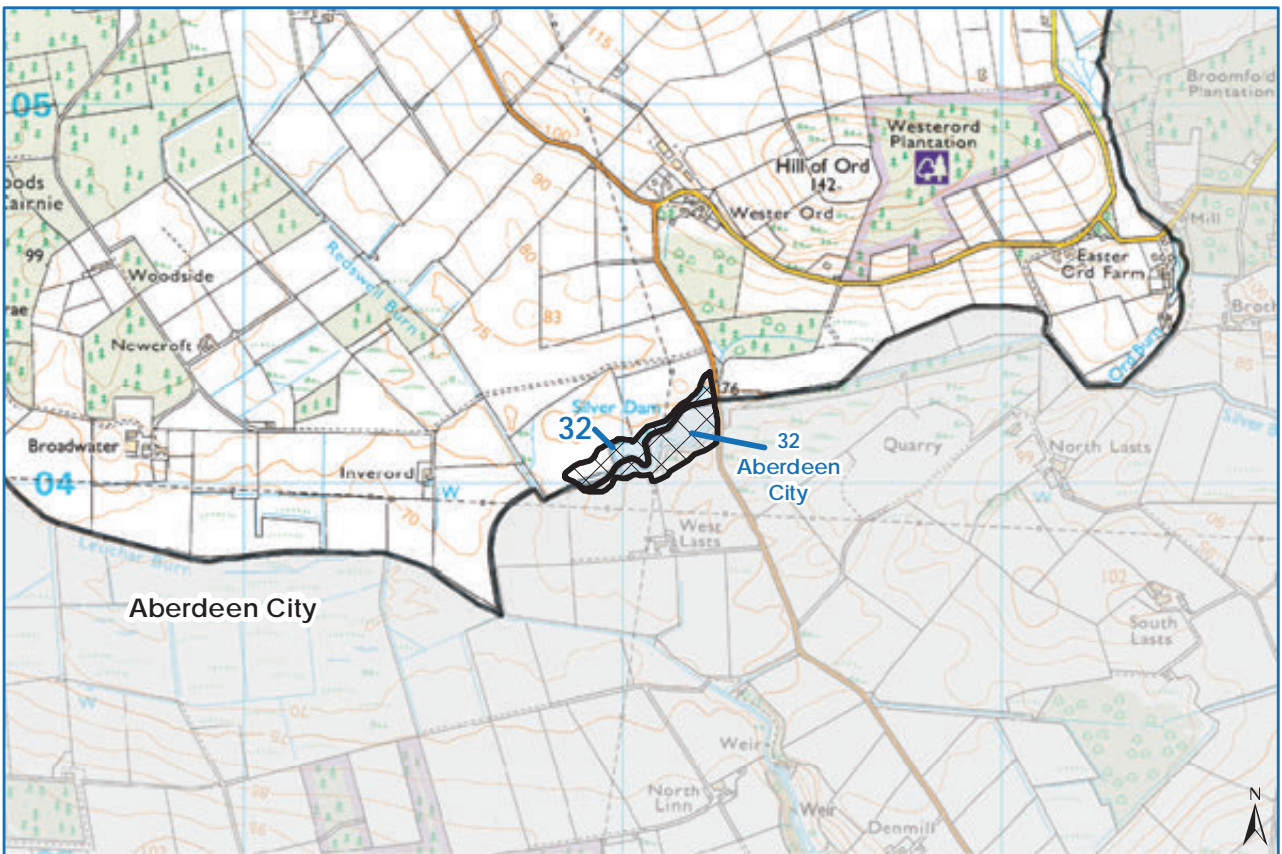 115
05
100
Westerord
Plantation
Broomfold
Plantation
Hill of Ord
142
90
Wester Ord
Mill
99
Woodside
Redswell Burn
80
Easter
Ord Farm
83
75
Newcroft
Ord Burn
85
76
Silver Dam
32
32
Aberdeen
City
Broadwater
Inverord
Quarry
North Lasts
99
04
W
W
70
West
Lasts
Leuchar Burn
90
102
Aberdeen City
South
Lasts
W
70
Weir
North
Linn
Weir
Denmill
N